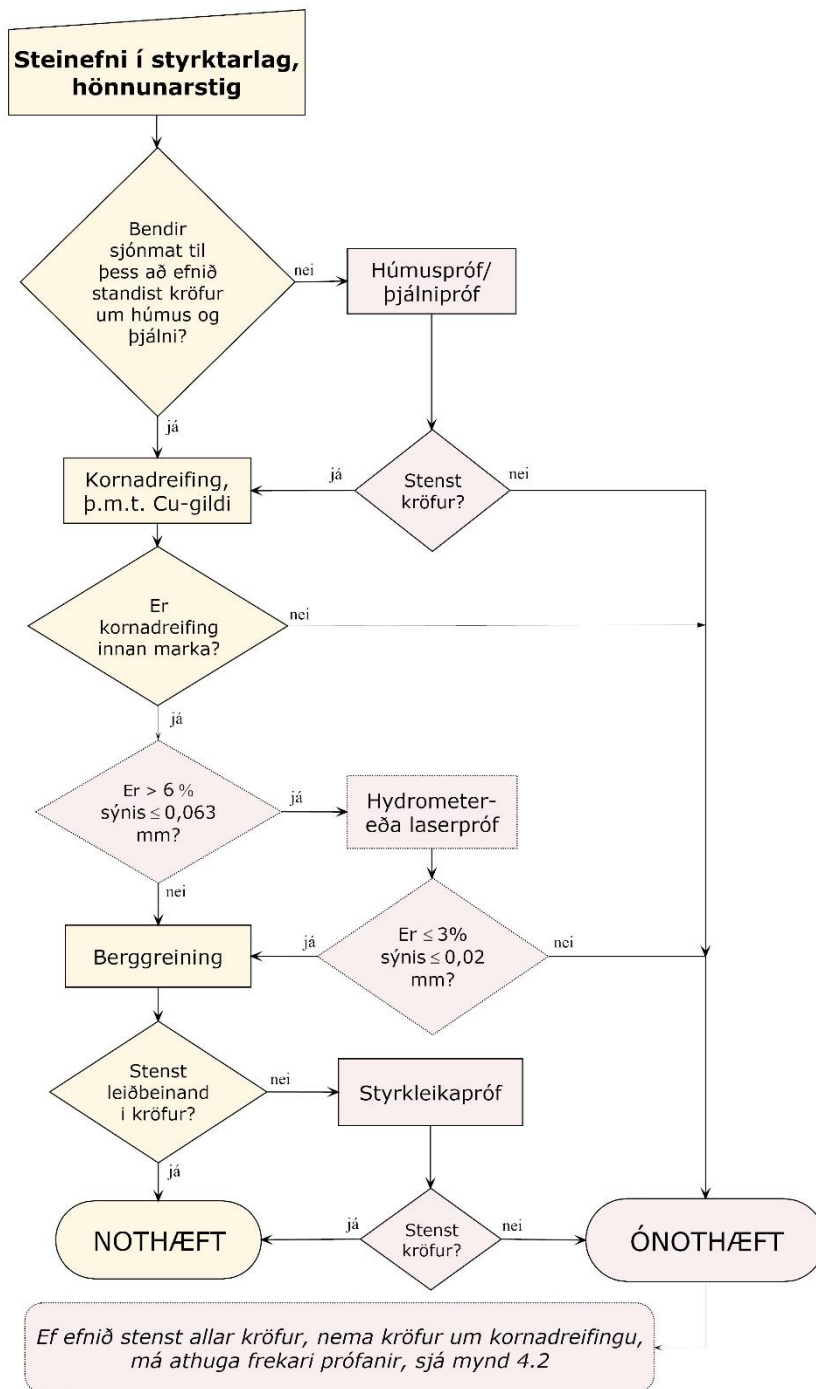 Steinefni í styrktarlag,
hönnunarstig
Bendir
sjónmat til
þess að efnið
standist kröfur
um húmus og
þjálni?
nei
Húmuspróf/
þjálnipróf
já
Kornadreifing,
þ.m.t. Cu-gildi
já
Stenst
kröfur?
nei
Er
kornadreifing
innan marka?
nei
já
Er > 6 %
sýnis ≤ 0,063
mm?
já
Hydrometer-
eða laserpróf
nei
Berggreining
já
Er ≤ 3%
sýnis ≤ 0,02
mm?
nei
Stenst
leiðbeinand
i kröfur?
nei
Styrkleikapróf
já
NOTHÆFT
já
Stenst
kröfur?
nei
ÓNOTHÆFT
Ef efnið stenst allar kröfur, nema kröfur um kornadreifingu,
má athuga frekari prófanir, sjá mynd 4.2